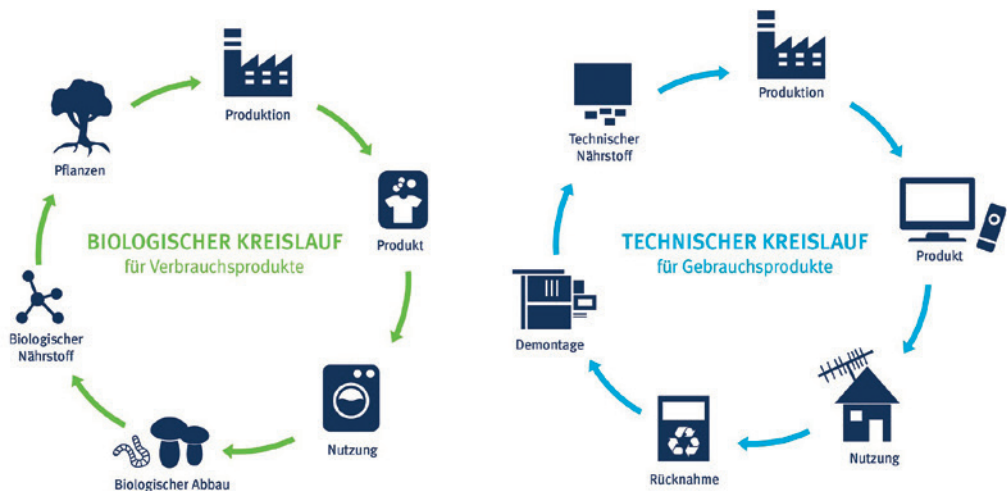 BIOLOGISCHER KREISLAUF
für Verbrauchsprodukte
Produktion
Produkt
Nutzung
Biologischer Abbau
Biologischer
Nährstoff
Pflanzen
TECHNISCHER KREISLAUF
für Gebrauchsprodukte
Produktion
Produkt
Nutzung
Rücknahme
Demontage
Technischer
Nährstoff